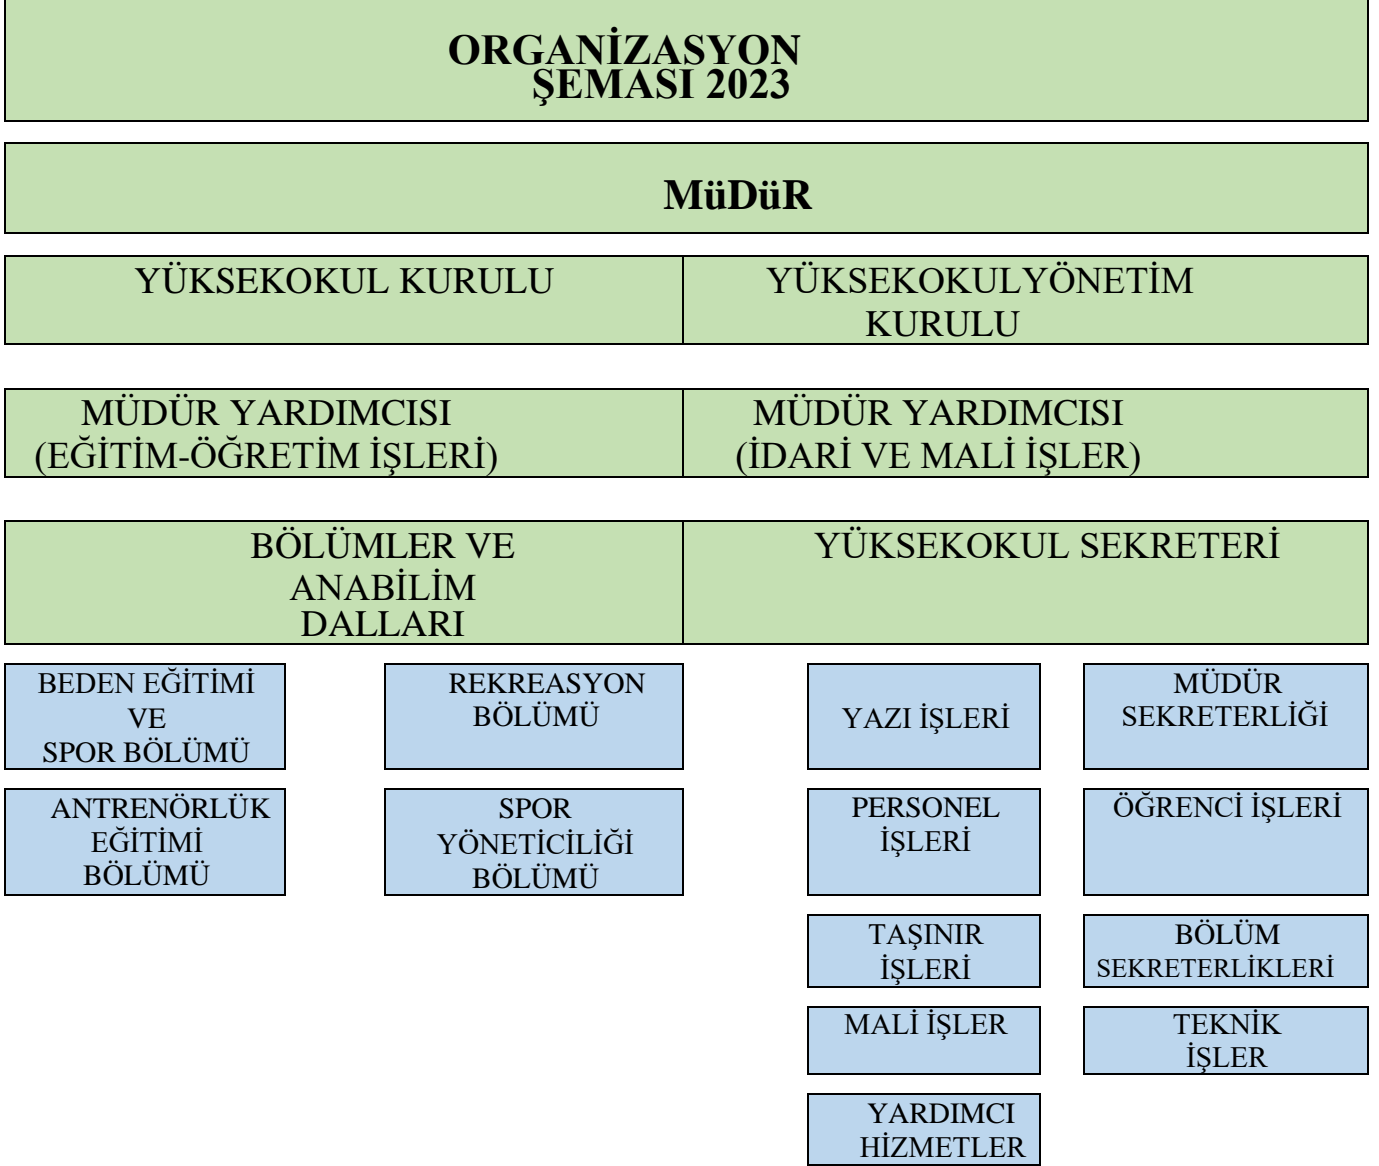 ORGANİZASYON
ŞEMASI 2023
MüDüR
YÜKSEKOKUL KURULU
YÜKSEKOKULYÖNETİM
KURULU
MÜDÜR YARDIMCISI
(EĞİTİM-ÖĞRETİM İŞLERİ)
MÜDÜR YARDIMCISI
(İDARİ VE MALİ İŞLER)
BÖLÜMLER VE
ANABİLİM
DALLARI
YÜKSEKOKUL SEKRETERİ
BEDEN EĞİTİMİ
VE
SPOR BÖLÜMÜ
REKREASYON
BÖLÜMÜ
YAZI İŞLERİ
MÜDÜR
SEKRETERLİĞİ
ANTRENÖRLÜK
EĞİTİMİ
BÖLÜMÜ
SPOR
YÖNETİCİLİĞİ
BÖLÜMÜ
PERSONEL
İŞLERİ
ÖĞRENCİ İŞLERİ
TAŞINIR
İŞLERİ
BÖLÜM
SEKRETERLİKLERİ
MALİ İŞLER
TEKNİK
İŞLER
YARDIMCI
HİZMETLER